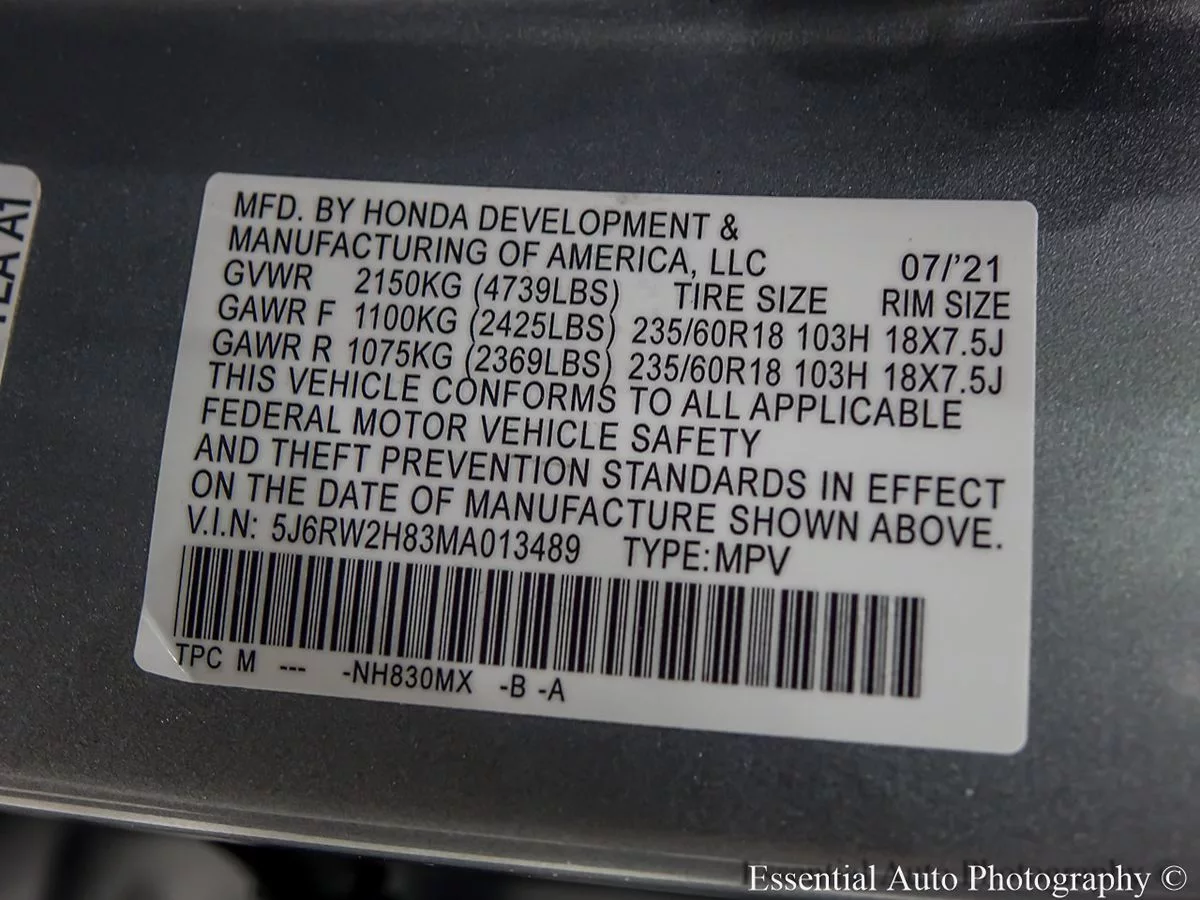 MFD. BY HONDA DEVELOPMENT &
MANUFACTURING OF AMERICA, LLC 07/'21
GVWR 2150KG (4739LBS) TIRE SIZE RIM SIZE
GAWR F 1100KG (2425LBS) 235/60R18 103H 18X7.5J
GAWR R 1075KG (2369LBS) 235/60R18 103H 18X7.5J
THIS VEHICLE CONFORMS TO ALL APPLICABLE
FEDERAL MOTOR VEHICLE SAFETY
AND THEFT PREVENTION STANDARDS IN EFFECT
ON THE DATE OF MANUFACTURE SHOWN ABOVE.
V.I.N: 5J6RW2H83MA013489 TYPE:MPV
TPC M --- -NH830MX -B -A
A1
Essential Auto Photography ©